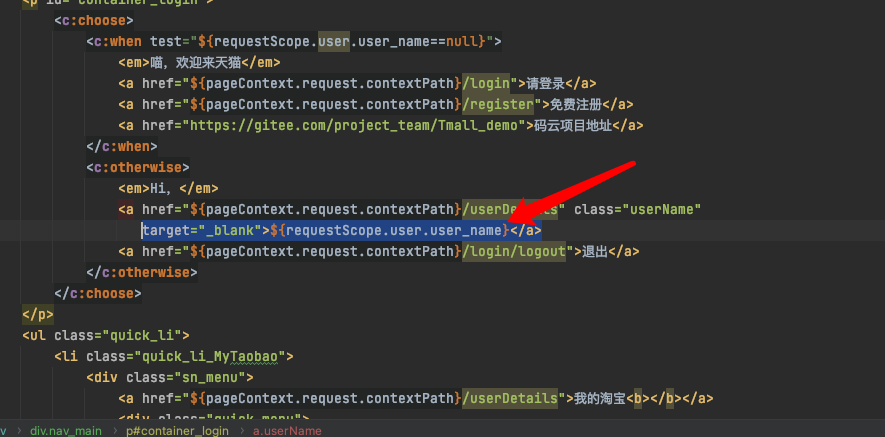 <p id="container_login">
<c:choose>
<c:when test="${requestScope.user.user_name==null}">
<em>喵，欢迎来天猫</em>
<a href="${pageContext.request.contextPath}/login">请登录</a>
<a href="${pageContext.request.contextPath}/register">免费注册</a>
<a href="https://gitee.com/project_team/Tmall_demo">码云项目地址</a>
</c:when>
<c:otherwise>
<em>Hi，</em>
<a href="${pageContext.request.contextPath}/userDetails" class="userName"
target="_blank">${requestScope.user.user_name}</a>
<a href="${pageContext.request.contextPath}/login/logout">退出</a>
</c:otherwise>
</c:choose>
</p>
<ul class="quick_li">
<li class="quick_li_MyTaobao">
<div class="sn_menu">
<a href="${pageContext.request.contextPath}/userDetails">我的淘宝<b></b></a>
<div class="quick_menu">
v › div.nav_main › p#container_login › a.userName